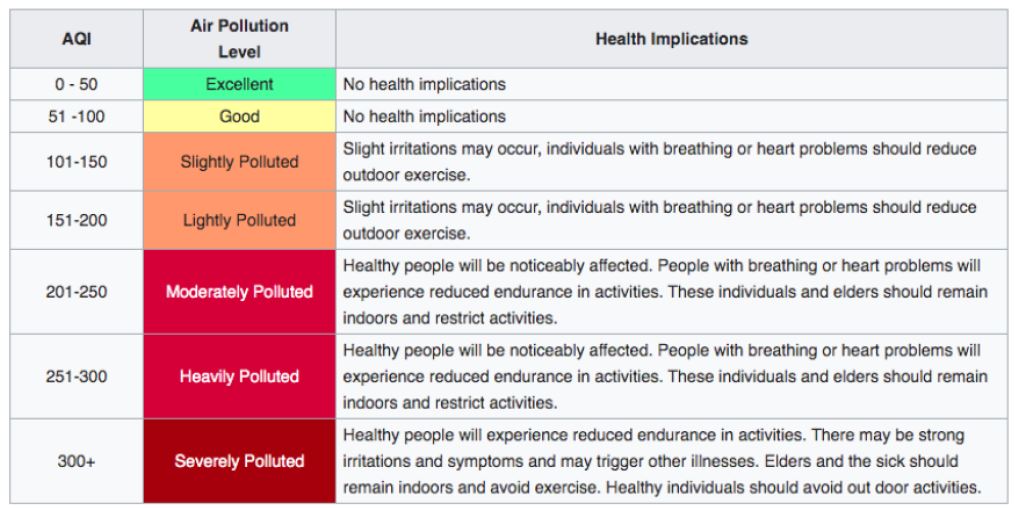 AQI
Air Pollution
Level
Health Implications
0 - 50
Excellent
No health implications
51 -100
Good
No health implications
101-150
Slightly Polluted
Slight irritations may occur, individuals with breathing or heart problems should reduce
outdoor exercise.
151-200
Lightly Polluted
Slight irritations may occur, individuals with breathing or heart problems should reduce
outdoor exercise.
201-250
Moderately Polluted
Healthy people will be noticeably affected. People with breathing or heart problems will
experience reduced endurance in activities. These individuals and elders should remain
indoors and restrict activities.
251-300
Heavily Polluted
Healthy people will be noticeably affected. People with breathing or heart problems will
experience reduced endurance in activities. These individuals and elders should remain
indoors and restrict activities.
300+
Severely Polluted
Healthy people will experience reduced endurance in activities. There may be strong
irritations and symptoms and may trigger other illnesses. Elders and the sick should
remain indoors and avoid exercise. Healthy individuals should avoid out door activities.